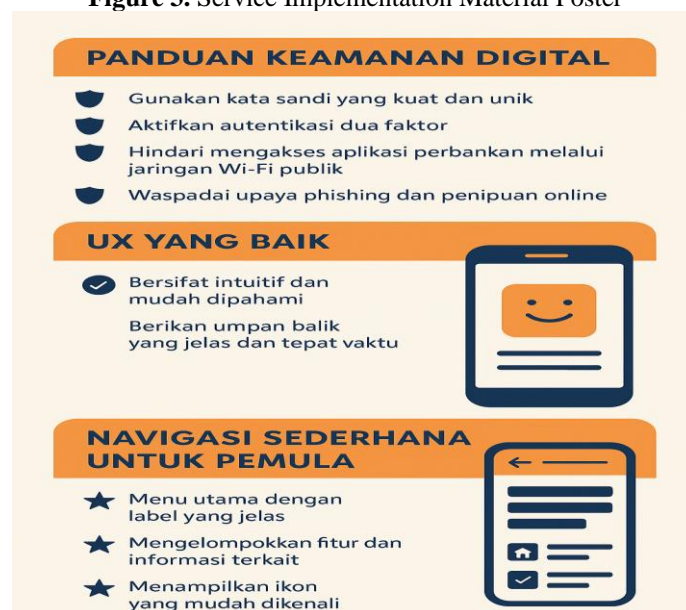 Figure 3. Service Implementation Material Poster
PANDUAN KEAMANAN DIGITAL
Gunakan kata sandi yang kuat dan unik
Aktifkan autentikasi dua faktor
Hindari mengakses aplikasi perbankan melalui
jaringan Wi-Fi publik
Waspadai upaya phishing dan penipuan online
UX YANG BAIK
Bersifat intuitif dan
mudah dipahami
Berikan umpan balik
yang jelas dan tepat vaktu
NAVIGASI SEDERHANA
UNTUK PEMULA
Menu utama dengan
label yang jelas
Mengelompokkan fitur dan
informasi terkait
Menampilkan ikon
yang mudah dikenali